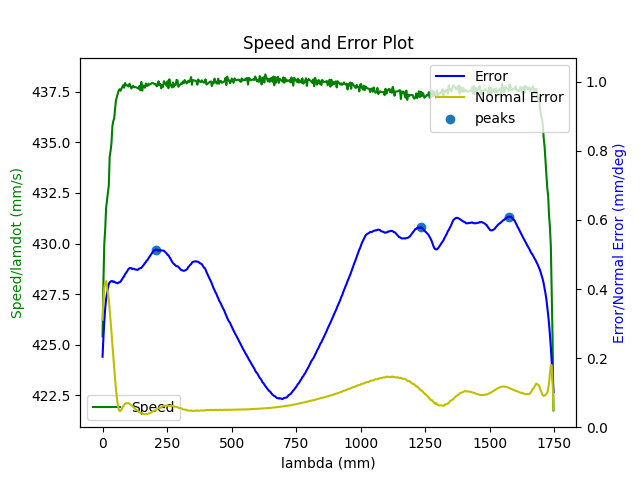 Speed and Error Plot
Speed/lamdot (mm/s)
437.5
435.0
432.5
430.0
427.5
425.0
422.5
Error
Normal Error
peaks
Speed
1.0
0.8
0.6
0.4
0.2
0.0
Error/Normal Error (mm/deg)
0
250
500
750
1000
1250
1500
1750
lambda (mm)